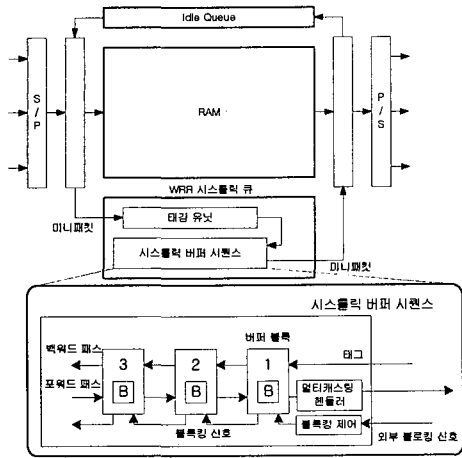 Idle Queue
S / P
RAM
P / S
WRR 시스톨릭 큐
미니패킷
태깅 유닛
시스톨릭 버퍼 시퀀스
미니패킷
시스톨릭 버퍼 시퀀스
버퍼 블록
백워드 패스
3
2
1
태그
포워드 패스
B
B
B
멀티캐스팅
핸들러
블록킹 신호
블록킹 제어
외부 블로킹 신호